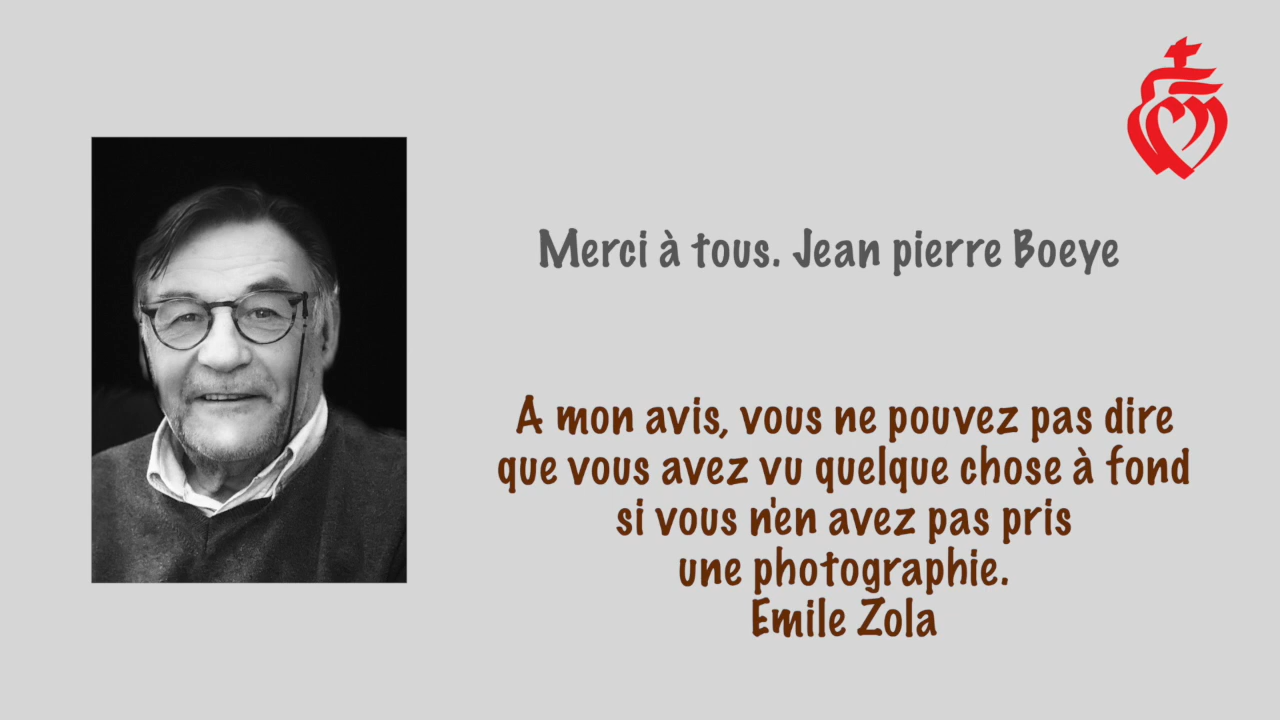 Merci à tous. Jean pierre Boeye
A mon avis, vous ne pouvez pas dire
que vous avez vu quelque chose à fond
si vous n'en avez pas pris
une photographie.
Emile Zola